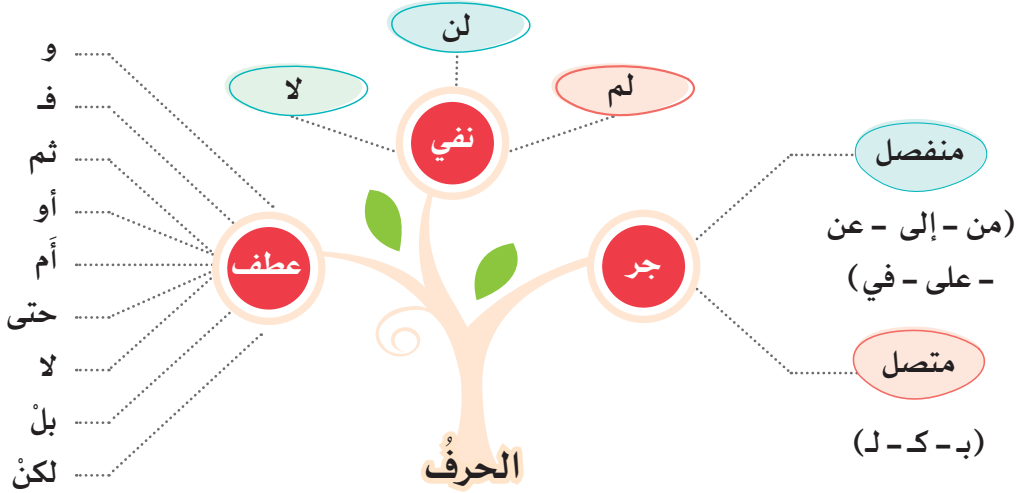 جر
منفصل
(من - إلى - عن
- على - في)
متصل
(بـ - كـ - لـ)
نفي
لم
لن
لا
عطف
و
فـ
ثم
أو
أَم
حتى
لا
بلْ
لكنْ
الحرفُ